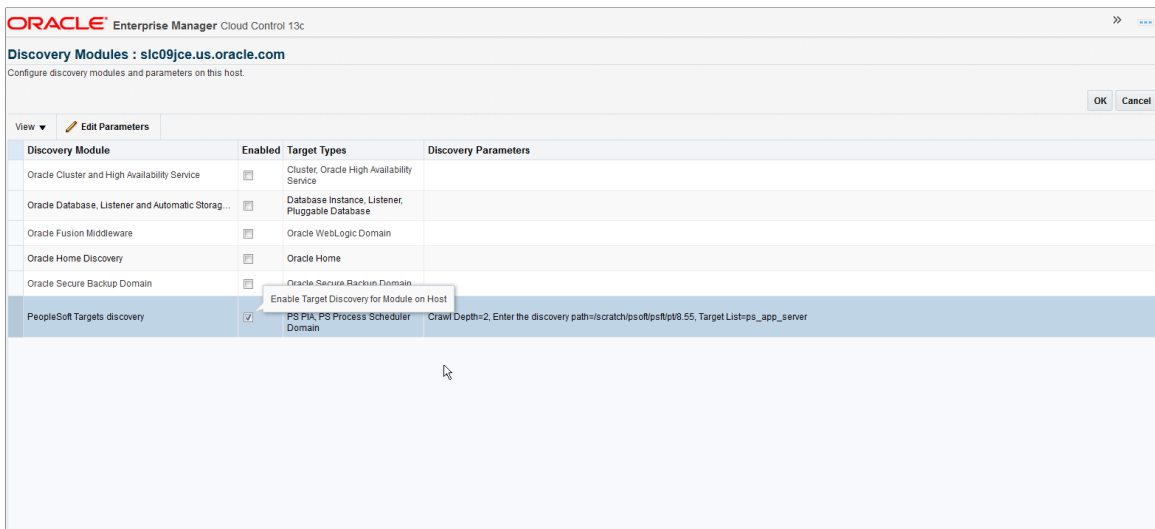 ORACLE Enterprise Manager Cloud Control 13c
Discovery Modules : slc09jce.us.oracle.com
Configure discovery modules and parameters on this host.
OK Cancel
View Edit Parameters
Discovery Module Enabled Target Types Discovery Parameters
Oracle Cluster and High Availability Service Cluster, Oracle High Availability
Service
Oracle Database, Listener and Automatic Storag... Database Instance, Listener,
Pluggable Database
Oracle Fusion Middleware Oracle WebLogic Domain
Oracle Home Discovery Oracle Home
Oracle Secure Backup Domain Oracle Secure Backup Domain
Enable Target Discovery for Module on Host
PeopleSoft Targets discovery PS PIA, PS Process Scheduler Crawl Depth=2, Enter the discovery path=/scratch/psoft/psft/pt/8.55, Target List=ps_app_server
Domain